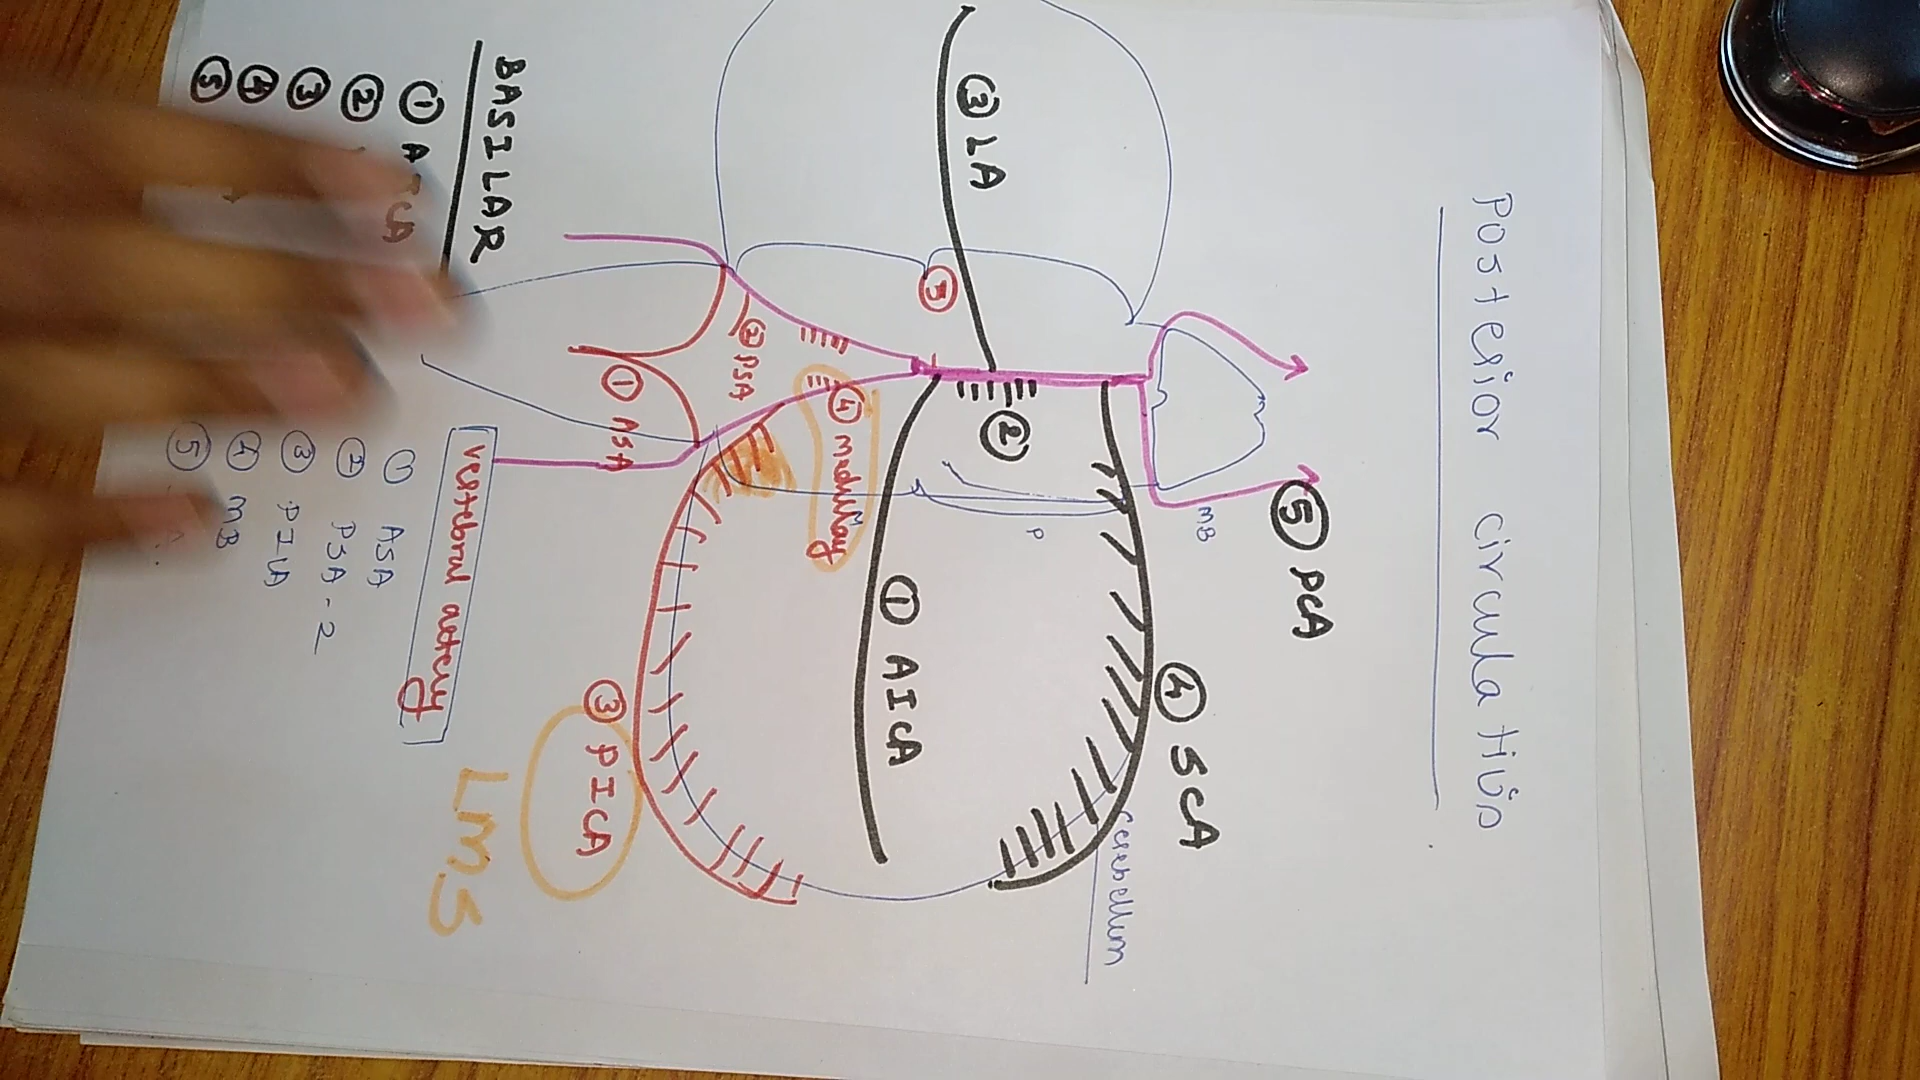 Posterior Circulation
⑤ PCA
MB
④ SCA
Cerebellum
P
③ LA
②
⑤
① AICA
④ medullay
M
② PSA
① ASA
③ PICA
LMS
BASILAR
① AICA
②
③
④
⑤
vertebral artery
① ASA
② PSA-2
③ PICA
④ MB
⑤